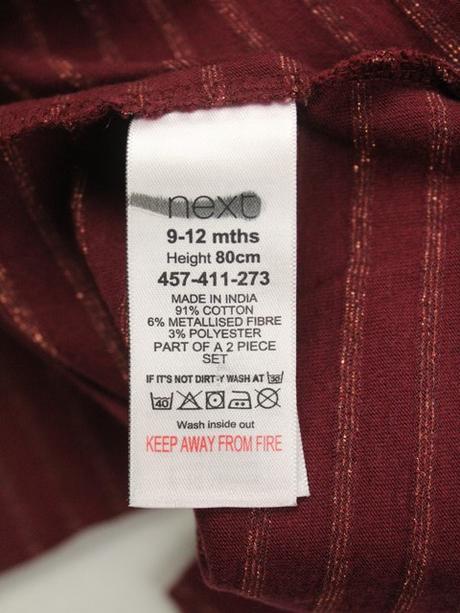 next
9-12 mths
Height 80cm
457-411-273
MADE IN INDIA
91% COTTON
6% METALLISED FIBRE
3% POLYESTER
PART OF A 2 PIECE
SET
IF IT'S NOT DIRT-Y WASH AT 30
40
Wash inside out
KEEP AWAY FROM FIRE